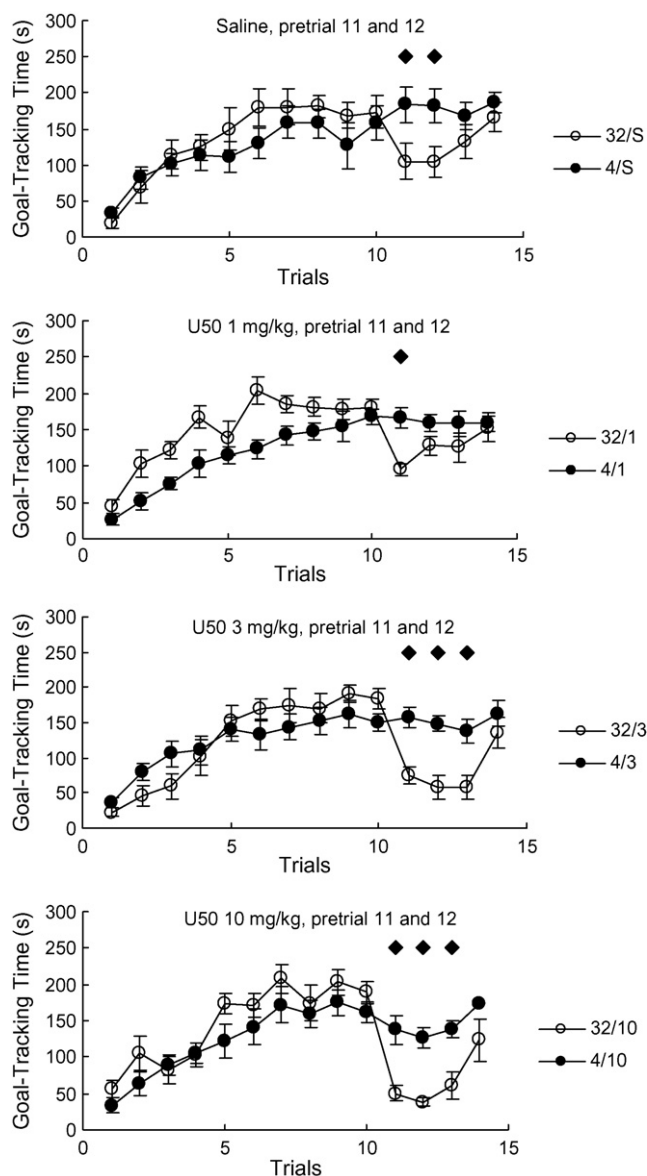 Saline, pretrial 11 and 12
Goal-Tracking Time (s)
300
250
200
150
100
50
0
0 5 10 15
Trials
32/S
4/S
U50 1 mg/kg, pretrial 11 and 12
Goal-Tracking Time (s)
300
250
200
150
100
50
0
0 5 10 15
Trials
32/1
4/1
U50 3 mg/kg, pretrial 11 and 12
Goal-Tracking Time (s)
300
250
200
150
100
50
0
0 5 10 15
Trials
32/3
4/3
U50 10 mg/kg, pretrial 11 and 12
Goal-Tracking Time (s)
300
250
200
150
100
50
0
0 5 10 15
Trials
32/10
4/10